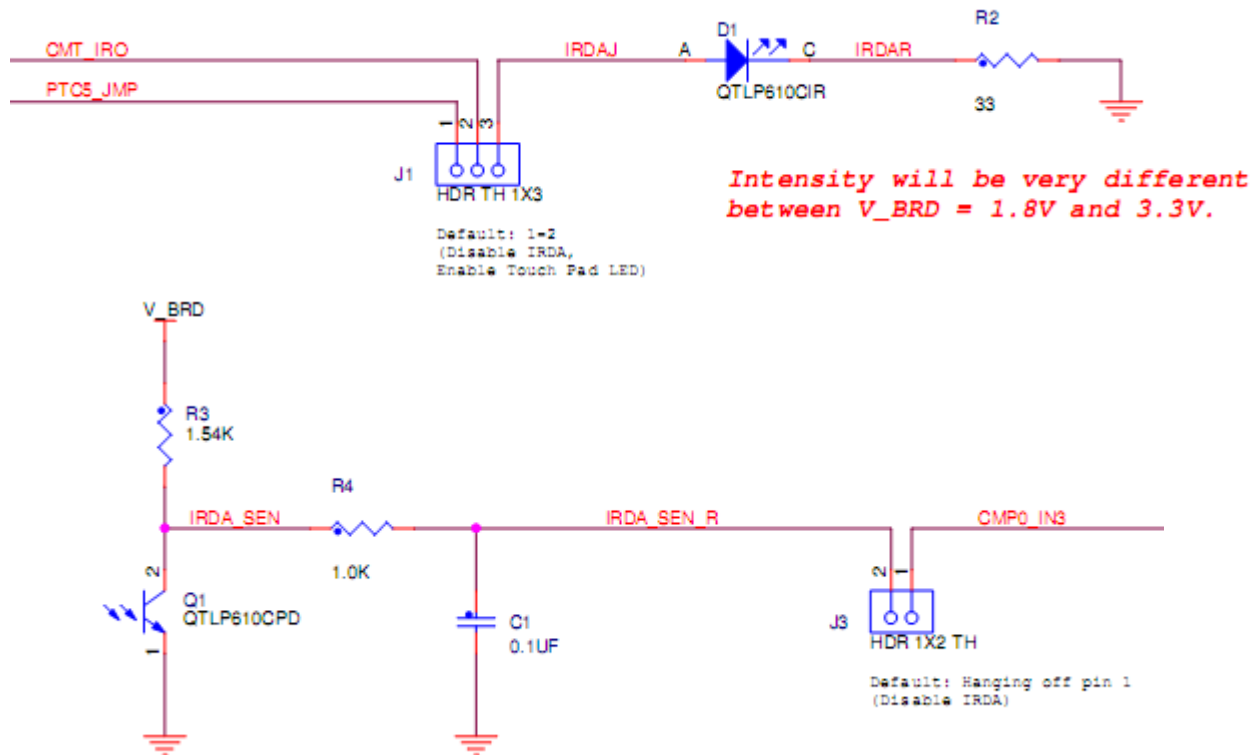 R2
D1
CMT_IRO
IRDAJ
A
C
IRDAR
PTC5_JMP
QTLP610CIR
33
1
2
3
J1
HDR TH 1X3
Intensity will be very different
between V_BRD = 1.8V and 3.3V.
Default: 1-2
(Disable IRDA,
Enable Touch Pad LED)
V_BRD
R3
1.54K
R4
IRDA_SEN
IRDA_SEN_R
CMP0_IN3
1.0K
2
2
1
Q1
QTLP610CPD
C1
0.1UF
J3
HDR 1X2 TH
1
Default: Hanging off pin 1
(Disable IRDA)